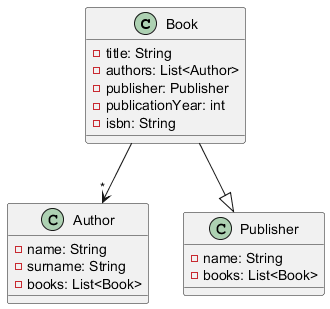 C Book
title: String
authors: List<Author>
publisher: Publisher
publicationYear: int
isbn: String
*
C Author
name: String
surname: String
books: List<Book>
C Publisher
name: String
books: List<Book>